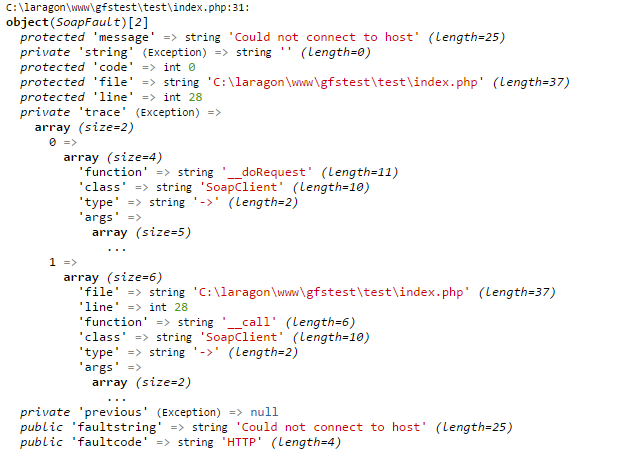 C:\laragon\www\gfstest\test\index.php:31:
object(SoapFault)[2]
protected 'message' => string 'Could not connect to host' (length=25)
private 'string' (Exception) => string '' (length=0)
protected 'code' => int 0
protected 'file' => string 'C:\laragon\www\gfstest\test\index.php' (length=37)
protected 'line' => int 28
private 'trace' (Exception) =>
array (size=2)
0 =>
array (size=4)
'function' => string '__doRequest' (length=11)
'class' => string 'SoapClient' (length=10)
'type' => string '->' (length=2)
'args' =>
array (size=5)
...
1 =>
array (size=6)
'file' => string 'C:\laragon\www\gfstest\test\index.php' (length=37)
'line' => int 28
'function' => string '__call' (length=6)
'class' => string 'SoapClient' (length=10)
'type' => string '->' (length=2)
'args' =>
array (size=2)
...
private 'previous' (Exception) => null
public 'faultstring' => string 'Could not connect to host' (length=25)
public 'faultcode' => string 'HTTP' (length=4)